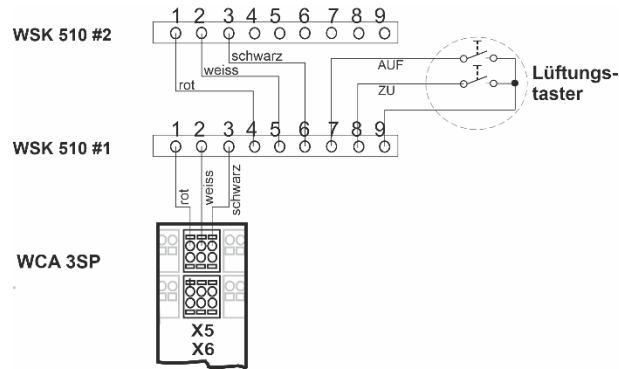 1 2 3 4 5 6 7 8 9
WSK 510 #2
schwarz
weiss
rot
AUF
ZU
Lüftungs-
taster
1 2 3 4 5 6 7 8 9
WSK 510 #1
rot
weiss
schwarz
WCA 3SP
X5
X6